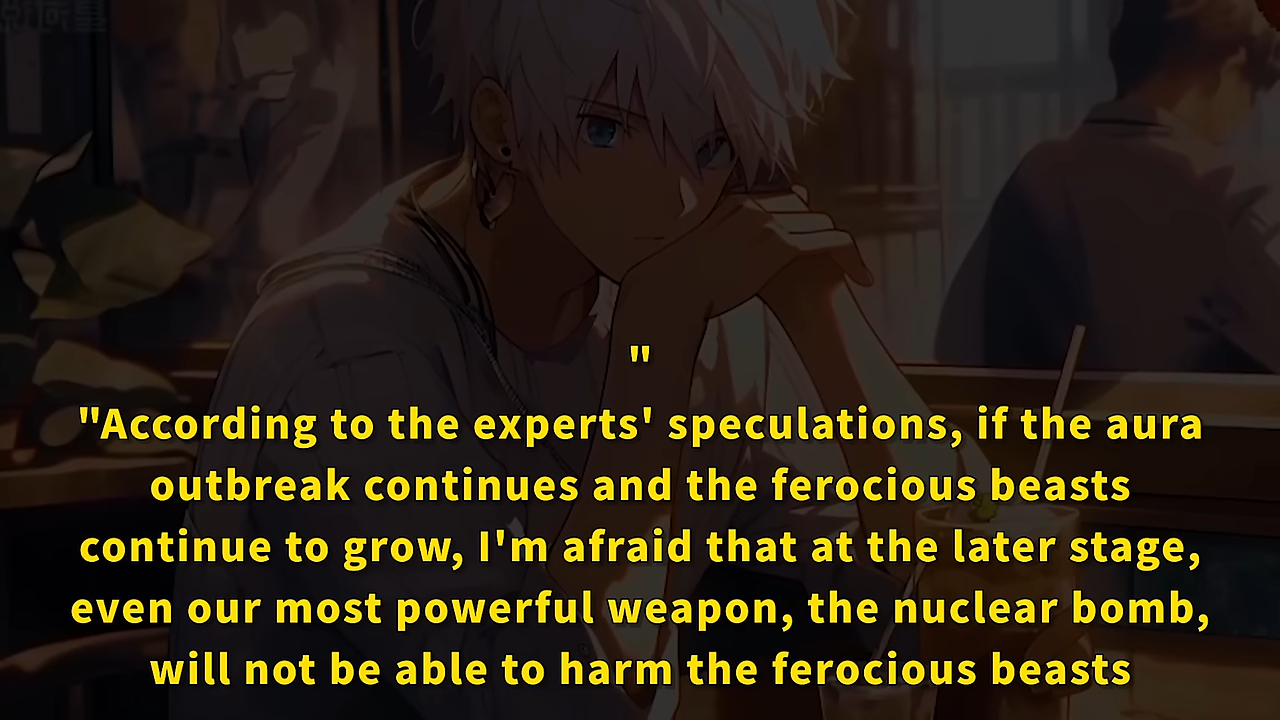 "
"According to the experts' speculations, if the aura
outbreak continues and the ferocious beasts
continue to grow, I'm afraid that at the later stage,
even our most powerful weapon, the nuclear bomb,
will not be able to harm the ferocious beasts